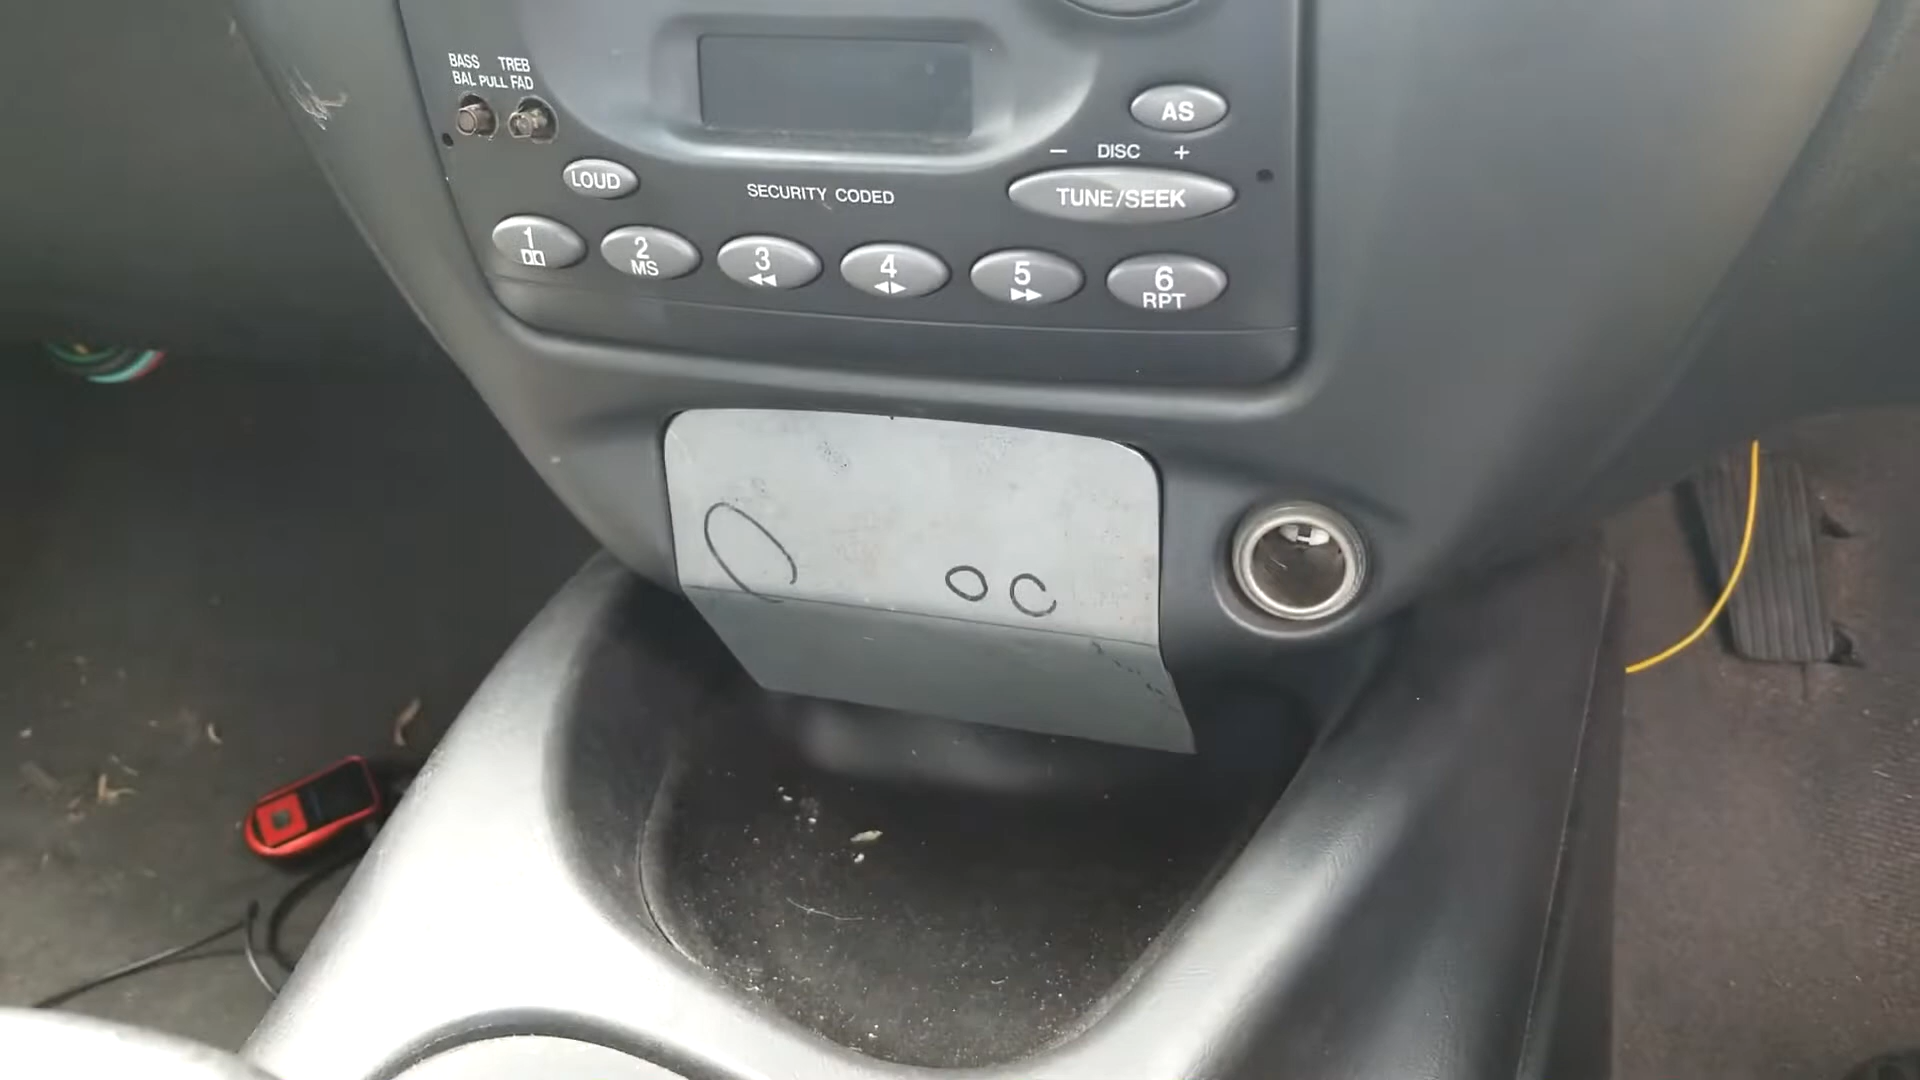 BASS TREB
BAL PULL FAD
AS
- DISC +
LOUD
SECURITY CODED
TUNE/SEEK
1 2 3 4 5 6
MS RPT